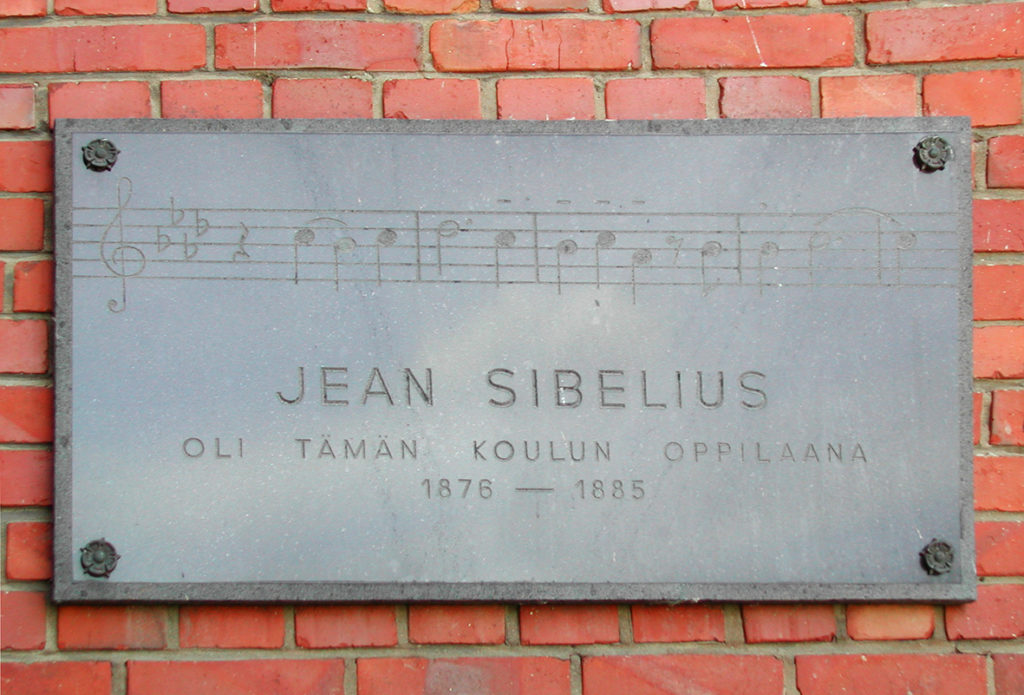 JEAN SIBELIUS
OLI TÄMÄN KOULUN OPPILAANA
1876 — 1885